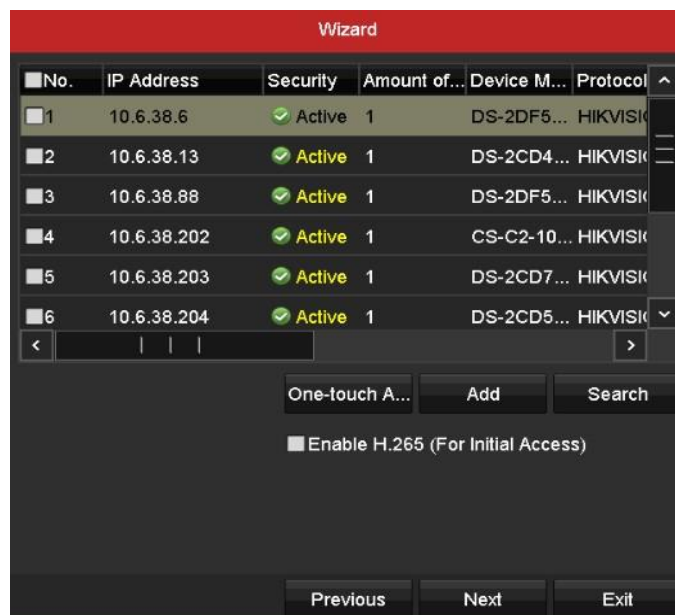 Wizard
No. IP Address Security Amount of... Device M... Protocol
1 10.6.38.6 Active 1 DS-2DF5... HIKVISI
2 10.6.38.13 Active 1 DS-2CD4... HIKVISI
3 10.6.38.88 Active 1 DS-2DF5... HIKVISI
4 10.6.38.202 Active 1 CS-C2-10... HIKVISI
5 10.6.38.203 Active 1 DS-2CD7... HIKVISI
6 10.6.38.204 Active 1 DS-2CD5... HIKVISI
One-touch A... Add Search
Enable H.265 (For Initial Access)
Previous Next Exit